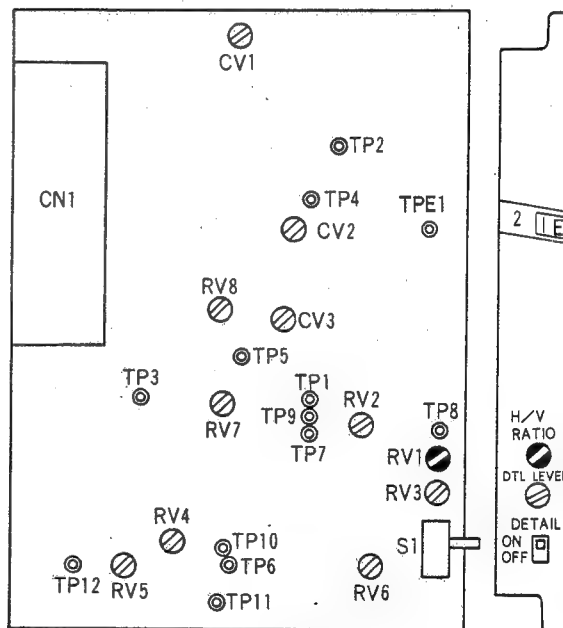 CV1
TP2
CN1
TP4
TPE1
2
CV2
RV8
CV3
TP5
TP3
TP1
RV2
TP9
RV7
TP7
TP8
H/V
RATIO
RV1
DTL LEVEL
RV3
RV4
DETAIL
TP10
S1
ON
OFF
TP12
RV5
TP6
RV6
TP11